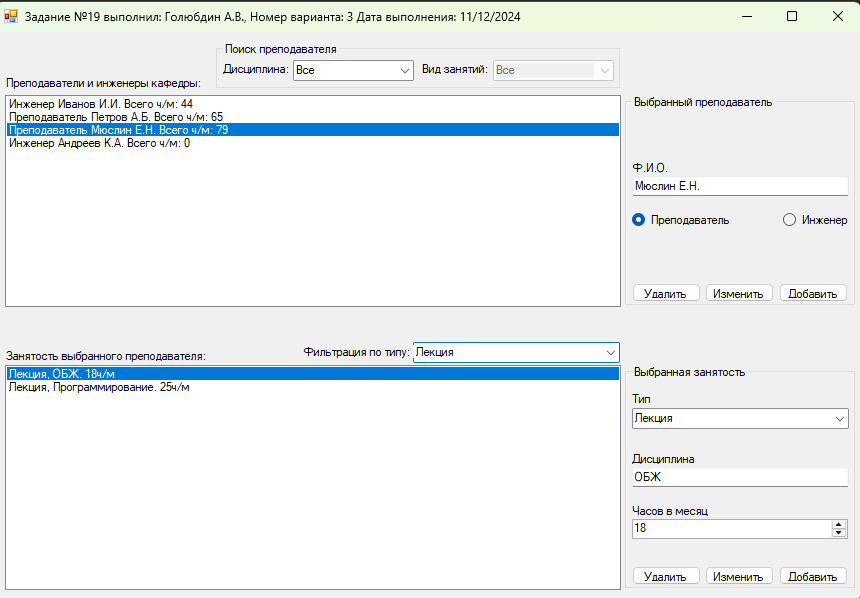 Задание №19 выполнил: Голюбдин А.В., Номер варианта: 3 Дата выполнения: 11/12/2024
Поиск преподавателя
Дисциплина: Все Вид занятий: Все
Преподаватели и инженеры кафедры:
Инженер Иванов И.И. Всего ч/м: 44
Преподаватель Петров А.Б. Всего ч/м: 65
Преподаватель Мюслин Е.Н. Всего ч/м: 79
Инженер Андреев К.А. Всего ч/м: 0
Выбранный преподаватель
Ф.И.О.
Мюслин Е.Н.
Преподаватель Инженер
Удалить Изменить Добавить
Занятость выбранного преподавателя: Фильтрация по типу: Лекция
Лекция, ОБЖ. 18ч/м
Лекция, Программирование. 25ч/м
Выбранная занятость
Тип
Лекция
Дисциплина
ОБЖ
Часов в месяц
18
Удалить Изменить Добавить